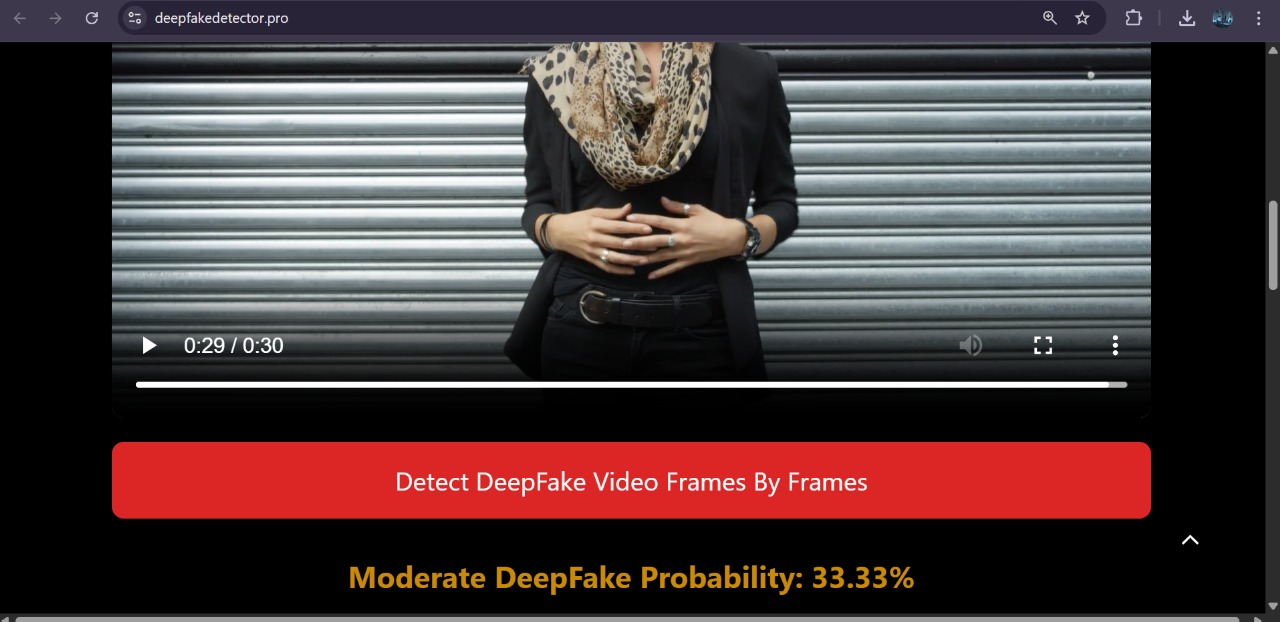 deepfakedetector.pro
0:29 / 0:30
Detect DeepFake Video Frames By Frames
Moderate DeepFake Probability: 33.33%